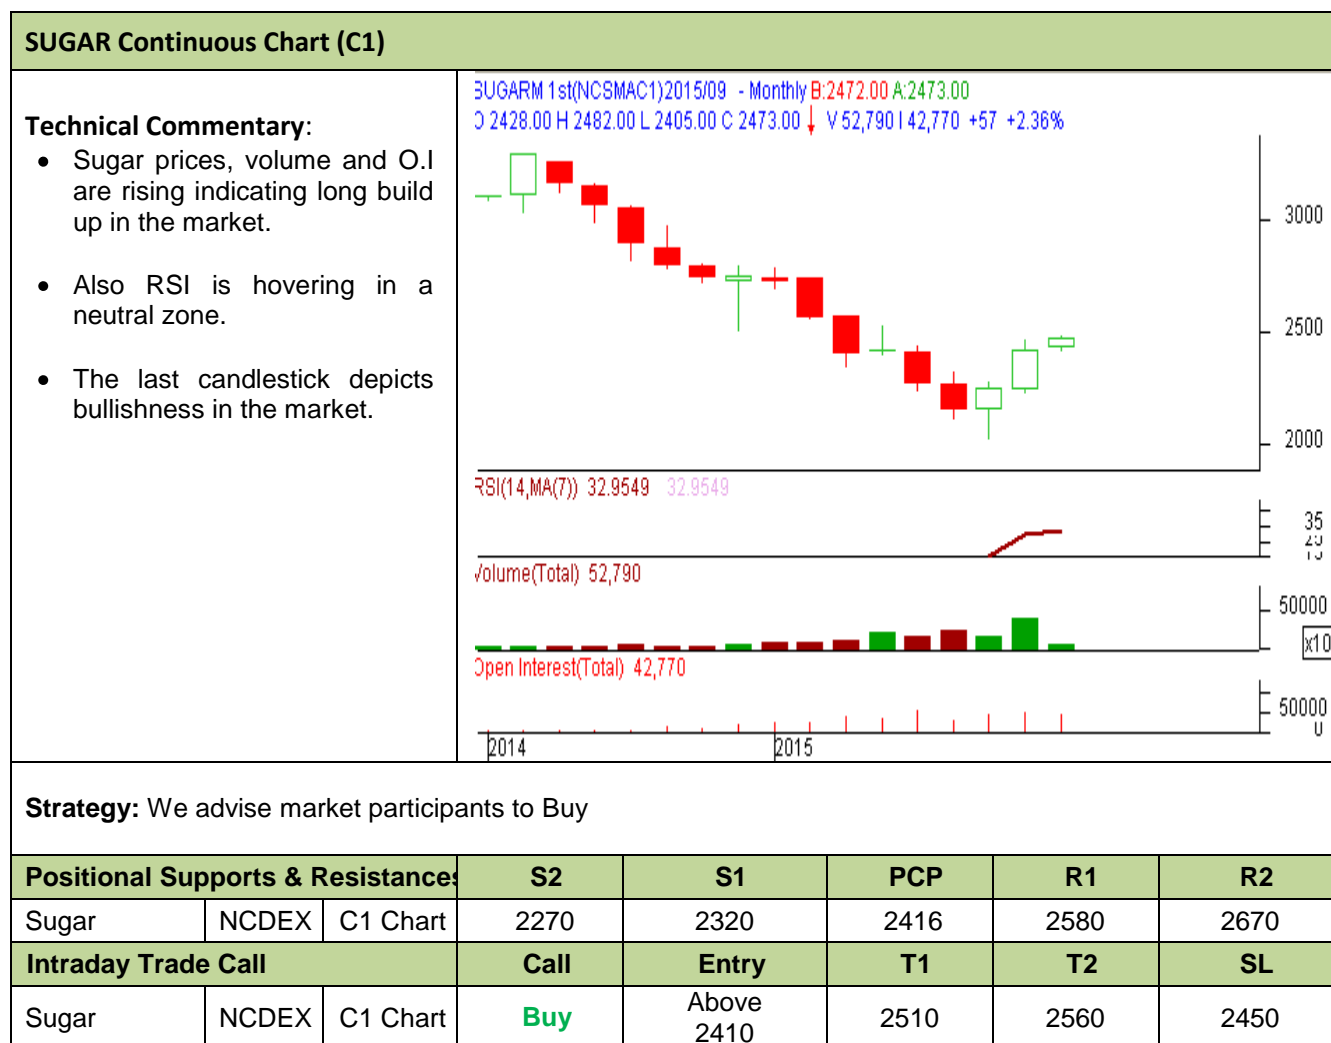 SUGAR Continuous Chart (C1)
Technical Commentary:
• Sugar prices, volume and O.I
are rising indicating long build
up in the market.
• Also RSI is hovering in a
neutral zone.
• The last candlestick depicts
bullishness in the market.
SUGARM 1st(NCSMAC1)2015/09 - Monthly B:2472.00 A:2473.00
O 2428.00 H 2482.00 L 2405.00 C 2473.00 V 52,790 I 42,770 +57 +2.36%
3000
2500
2000
RSI(14,MA(7)) 32.9549 32.9549
35
Volume(Total) 52,790
50000
x10
Open Interest(Total) 42,770
50000
0
2014 2015
Strategy: We advise market participants to Buy
Positional Supports & Resistances S2 S1 PCP R1 R2
Sugar NCDEX C1 Chart 2270 2320 2416 2580 2670
Intraday Trade Call Call Entry T1 T2 SL
Sugar NCDEX C1 Chart Buy Above 2510 2560 2450
2410